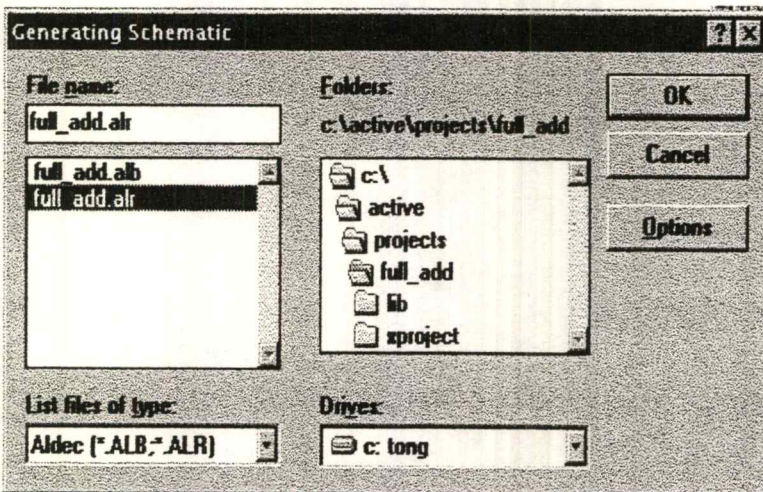 Generating Schematic
File name:
full_add.alr
full_add.alb
full_add.alr
List files of type:
Aldec (*.ALB;*.ALR)
Folders:
c:\active\projects\full_add
c:\
active
projects
full_add
lib
xproject
Drives:
c: tong
OK
Cancel
Options